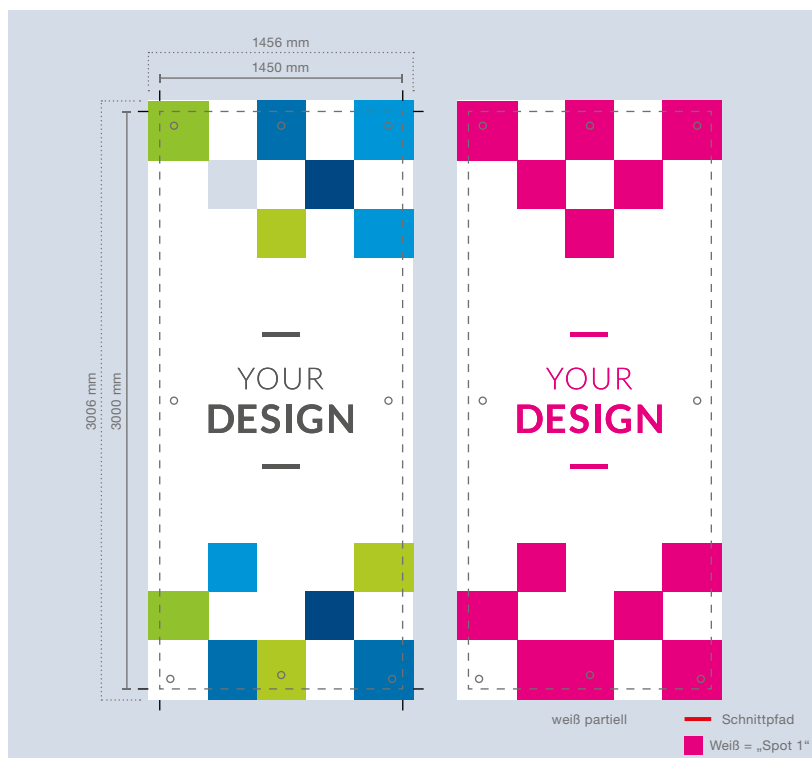 1456 mm
1450 mm
3006 mm
3000 mm
YOUR
DESIGN
YOUR
DESIGN
weiß partiell
Schnittpfad
Weiß = „Spot 1“